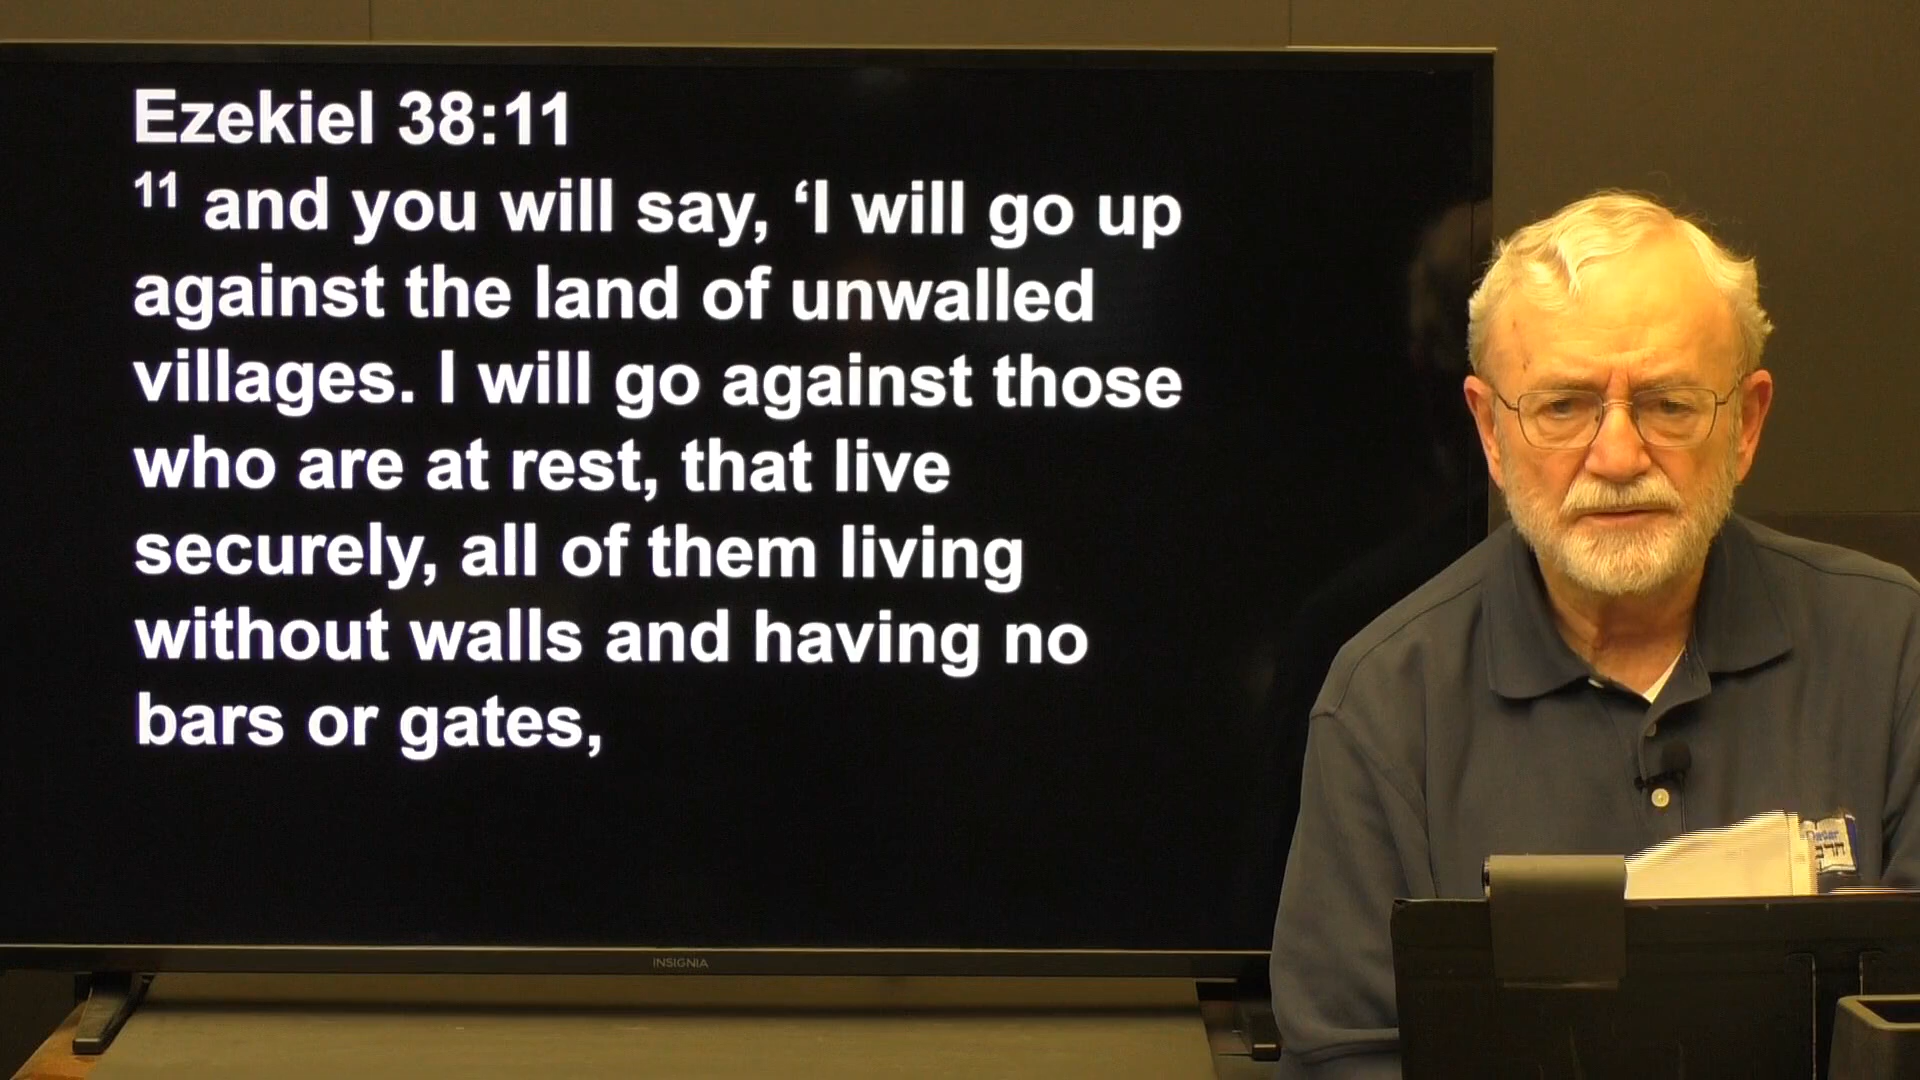 Ezekiel 38:11
11 and you will say, ‘I will go up
against the land of unwalled
villages. I will go against those
who are at rest, that live
securely, all of them living
without walls and having no
bars or gates,
INSIGNIA